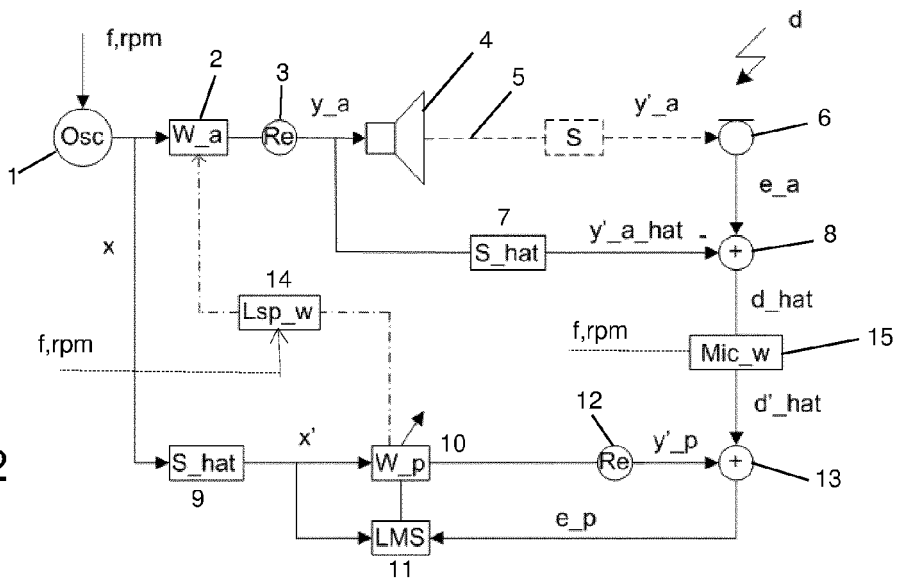 d
f,rpm
2
3
4
5
6
y_a
y'_a
Osc
W_a
Re
S
1
e_a
7
x
y'_a_hat
-
8
S_hat
+
14
d_hat
Lsp_w
f,rpm
f,rpm
15
Mic_w
d'_hat
12
x'
10
y'_p
2
S_hat
W_p
Re
+
9
13
e_p
LMS
11